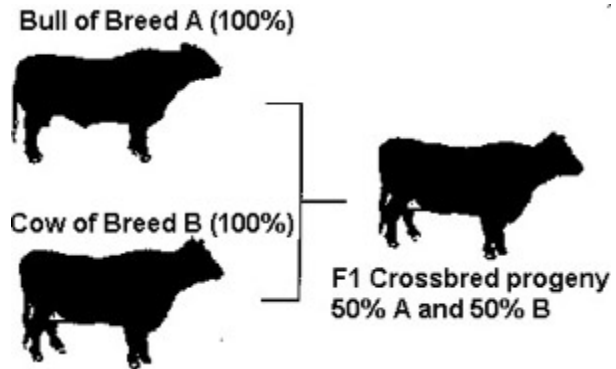 Bull of Breed A (100%)
Cow of Breed B (100%)
F1 Crossbred progeny
50% A and 50% B